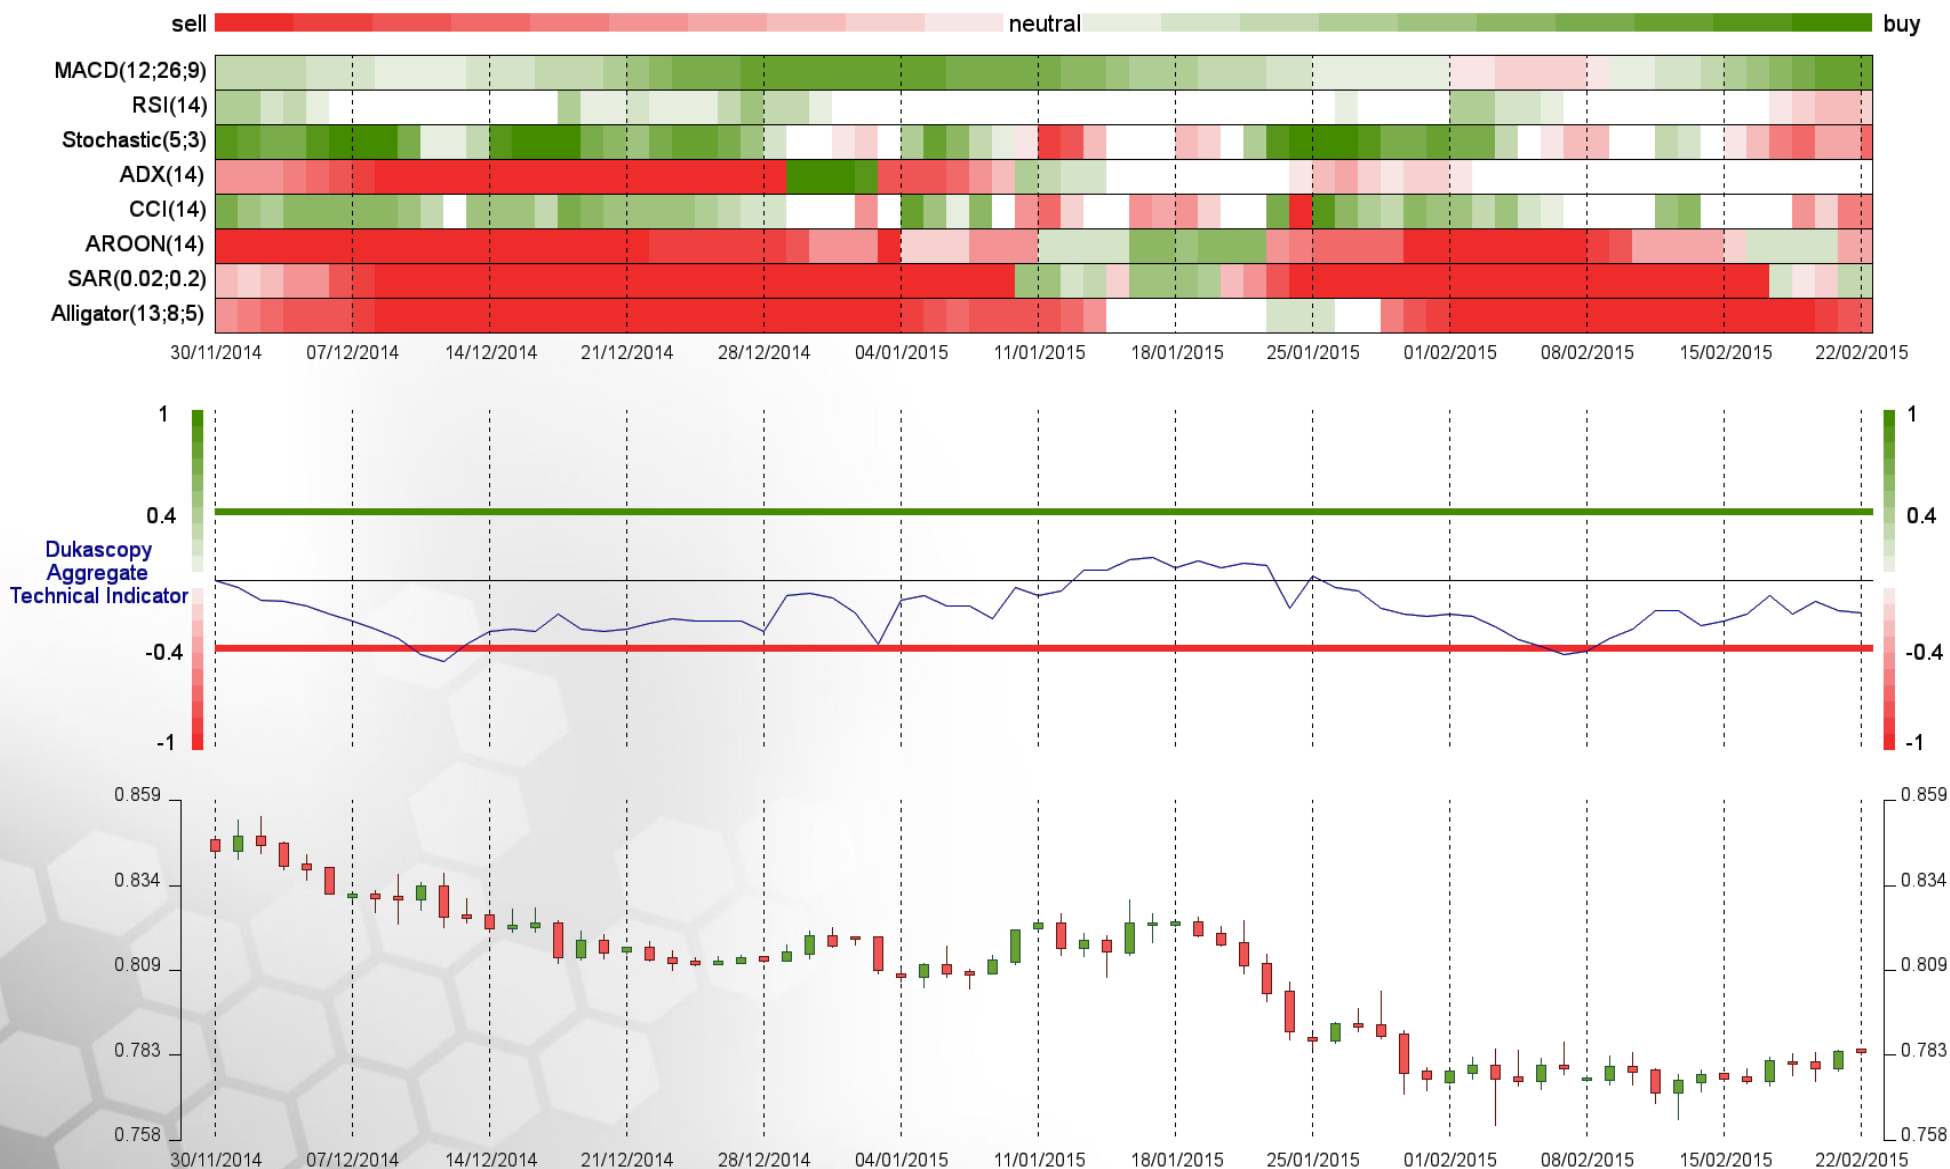 sell neutral buy
MACD(12;26;9)
RSI(14)
Stochastic(5;3)
ADX(14)
CCI(14)
AROON(14)
SAR(0.02;0.2)
Alligator(13;8;5)
30/11/2014 07/12/2014 14/12/2014 21/12/2014 28/12/2014 04/01/2015 11/01/2015 18/01/2015 25/01/2015 01/02/2015 08/02/2015 15/02/2015 22/02/2015
1 1
0.4 0.4
Dukascopy
Aggregate
Technical Indicator
-0.4 -0.4
-1 -1
0.859 0.859
0.834 0.834
0.809 0.809
0.783 0.783
0.758 0.758
30/11/2014 07/12/2014 14/12/2014 21/12/2014 28/12/2014 04/01/2015 11/01/2015 18/01/2015 25/01/2015 01/02/2015 08/02/2015 15/02/2015 22/02/2015